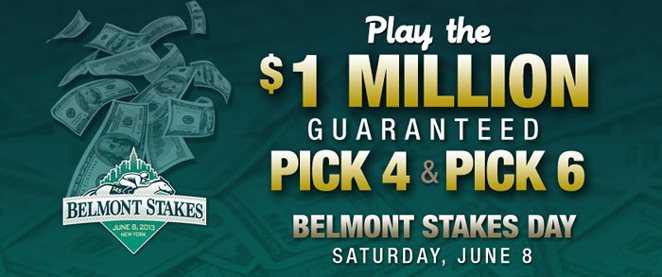 Play the
$1 MILLION
GUARANTEED
PICK 4 & PICK 6
BELMONT STAKES DAY
SATURDAY, JUNE 8
145
BELMONT STAKES
JUNE 8, 2013
NEW YORK